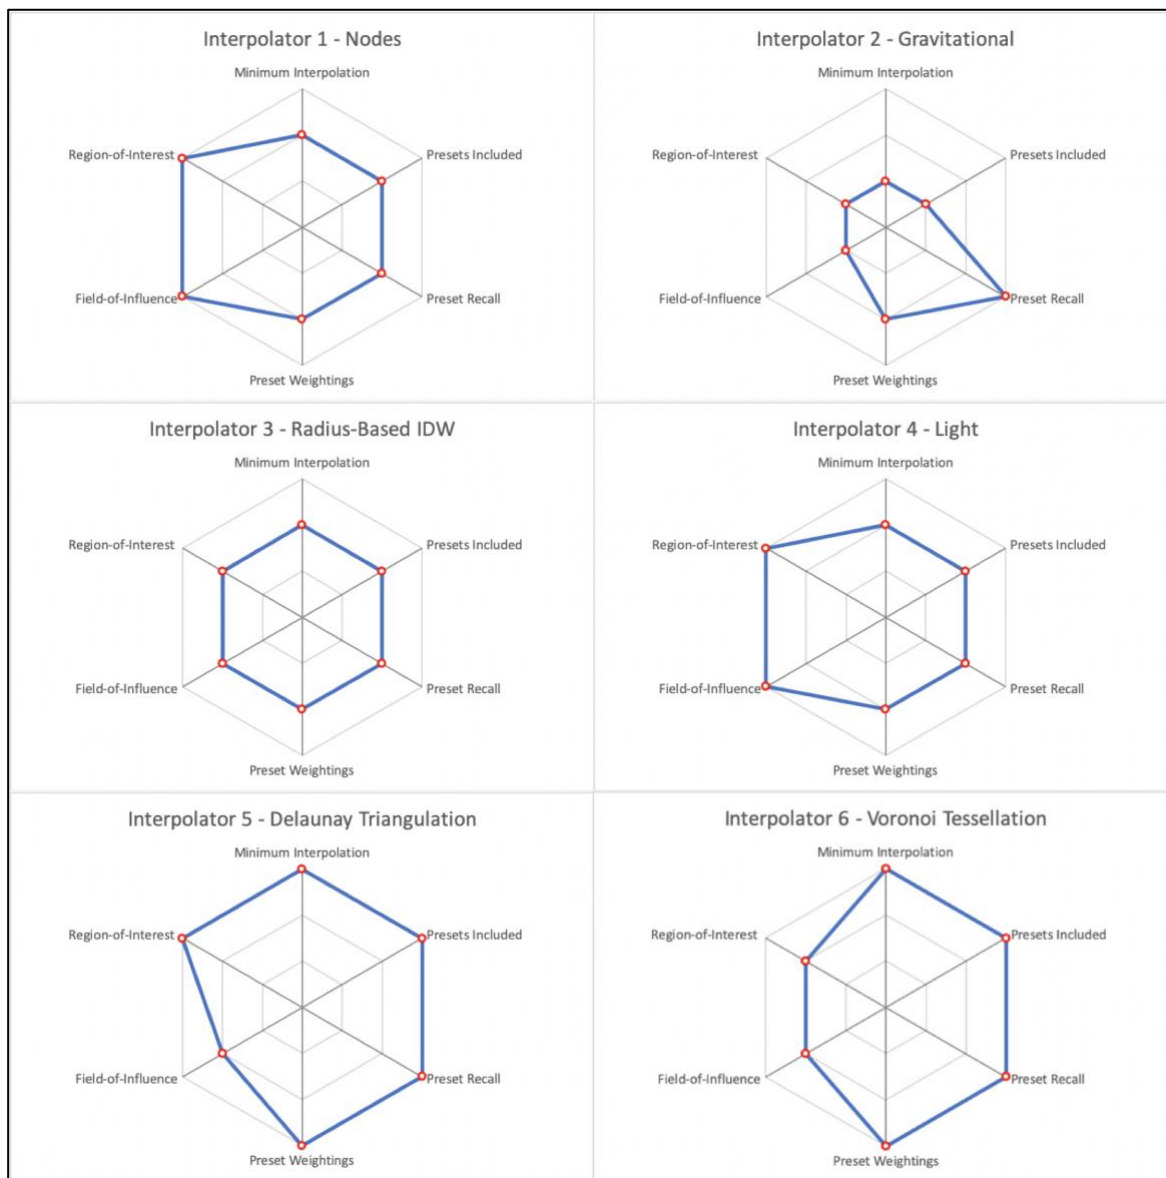 Interpolator 1 - Nodes
Minimum Interpolation
Region-of-Interest
Presets Included
Field-of-Influence
Preset Recall
Preset Weightings
Interpolator 2 - Gravitational
Minimum Interpolation
Region-of-Interest
Presets Included
Field-of-Influence
Preset Recall
Preset Weightings
Interpolator 3 - Radius-Based IDW
Minimum Interpolation
Region-of-Interest
Presets Included
Field-of-Influence
Preset Recall
Preset Weightings
Interpolator 4 - Light
Minimum Interpolation
Region-of-Interest
Presets Included
Field-of-Influence
Preset Recall
Preset Weightings
Interpolator 5 - Delaunay Triangulation
Minimum Interpolation
Region-of-Interest
Presets Included
Field-of-Influence
Preset Recall
Preset Weightings
Interpolator 6 - Voronoi Tessellation
Minimum Interpolation
Region-of-Interest
Presets Included
Field-of-Influence
Preset Recall
Preset Weightings